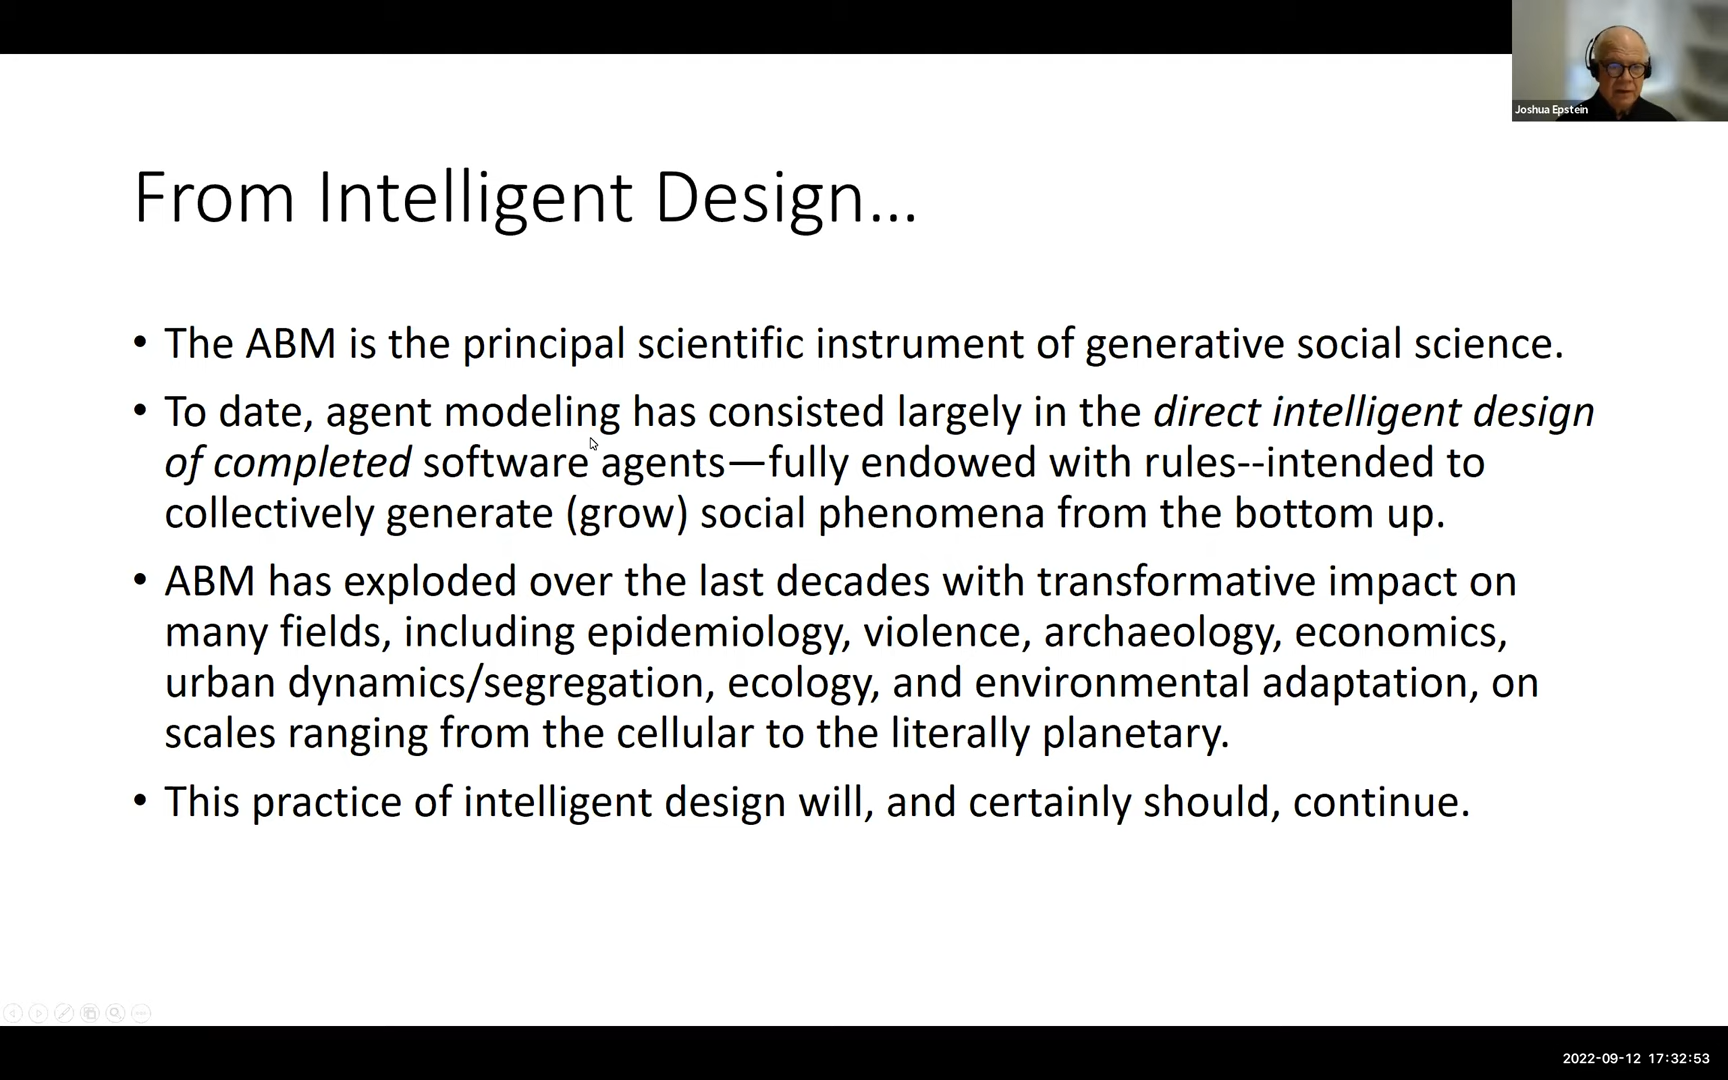 Joshua Epstein
From Intelligent Design...
• The ABM is the principal scientific instrument of generative social science.
• To date, agent modeling has consisted largely in the direct intelligent design
of completed software agents—fully endowed with rules--intended to
collectively generate (grow) social phenomena from the bottom up.
• ABM has exploded over the last decades with transformative impact on
many fields, including epidemiology, violence, archaeology, economics,
urban dynamics/segregation, ecology, and environmental adaptation, on
scales ranging from the cellular to the literally planetary.
• This practice of intelligent design will, and certainly should, continue.
2022-09-12 17:32:53